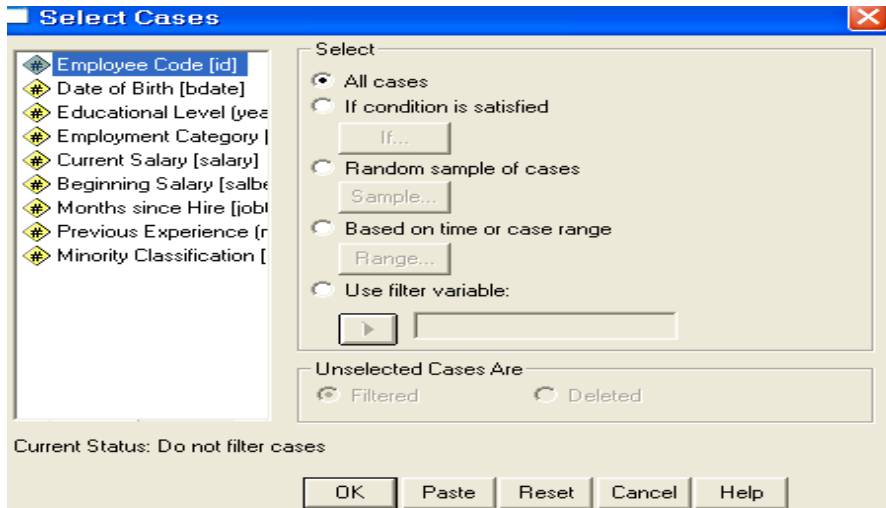 Select Cases
Employee Code [id]
Date of Birth [bdate]
Educational Level (yea
Employment Category [
Current Salary [salary]
Beginning Salary [salbe
Months since Hire [jobt
Previous Experience (r
Minority Classification [
Select
All cases
If condition is satisfied
If...
Random sample of cases
Sample...
Based on time or case range
Range...
Use filter variable:
Unselected Cases Are
Filtered
Deleted
Current Status: Do not filter cases
OK
Paste
Reset
Cancel
Help